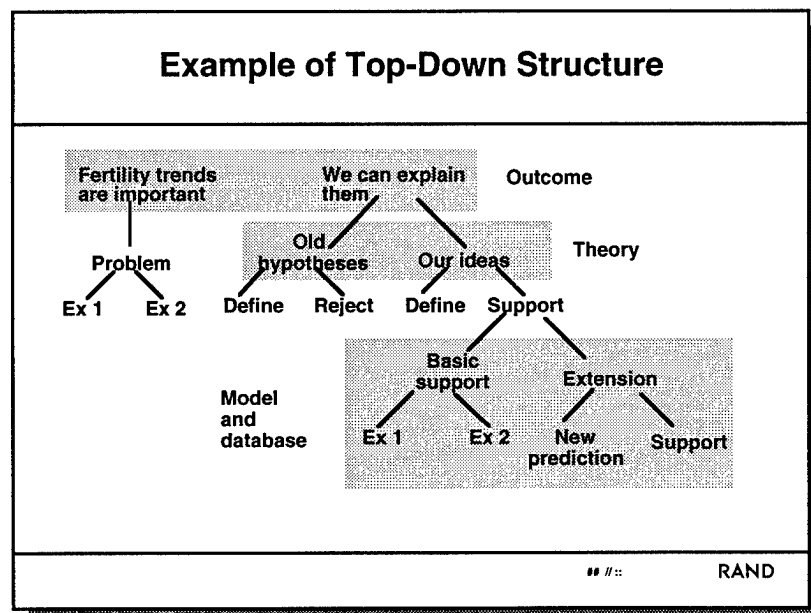 Example of Top-Down Structure
Fertility trends
are important
We can explain
them
Outcome
Old
hypotheses
Our ideas
Theory
Problem
Ex 1
Ex 2
Define
Reject
Define
Support
Basic
support
Extension
Model
and
database
Ex 1
Ex 2
New
prediction
Support
RAND